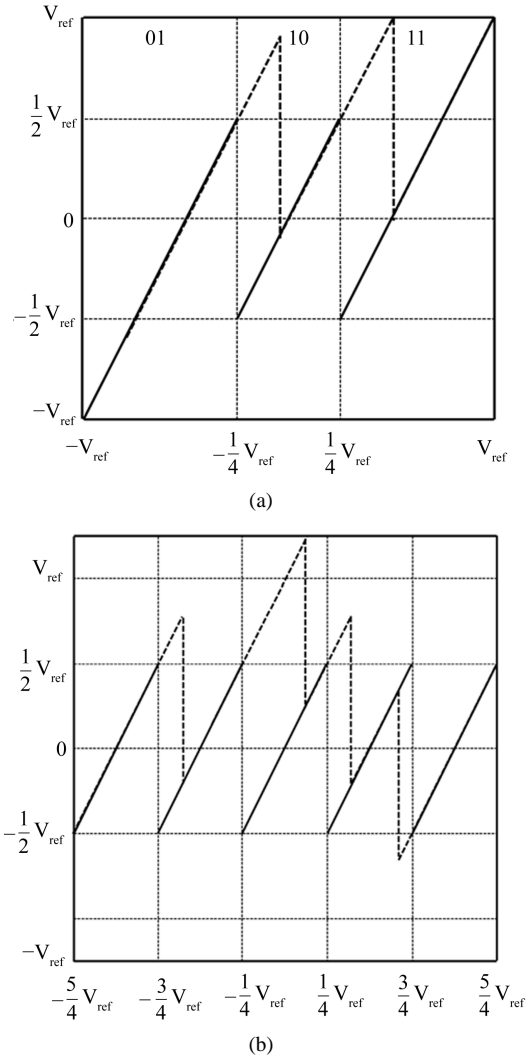 V_ref
01 10 11
1/2 V_ref
0
−1/2 V_ref
−V_ref
−V_ref −1/4 V_ref 1/4 V_ref V_ref
(a)
V_ref
1/2 V_ref
0
−1/2 V_ref
−V_ref
−5/4 V_ref −3/4 V_ref −1/4 V_ref 1/4 V_ref 3/4 V_ref 5/4 V_ref
(b)